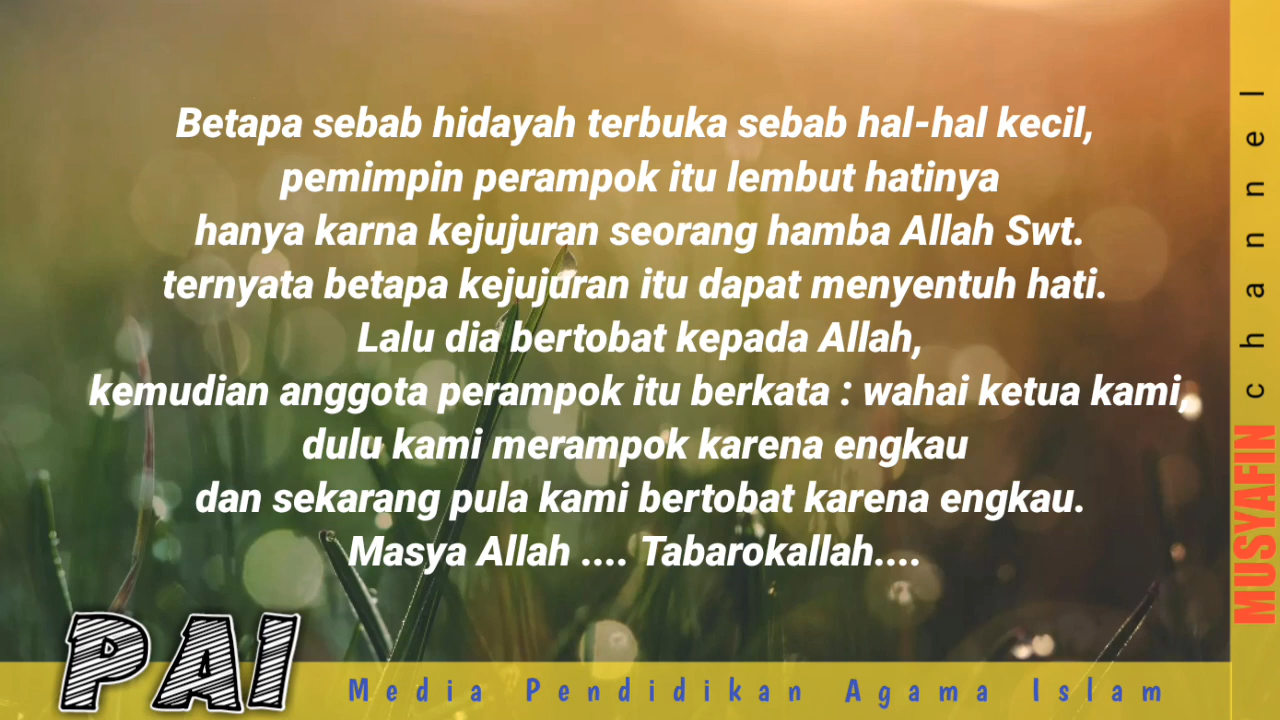 Betapa sebab hidayah terbuka sebab hal-hal kecil,
pemimpin perampok itu lembut hatinya
hanya karna kejujuran seorang hamba Allah Swt.
ternyata betapa kejujuran itu dapat menyentuh hati.
Lalu dia bertobat kepada Allah,
kemudian anggota perampok itu berkata : wahai ketua kami,
dulu kami merampok karena engkau
dan sekarang pula kami bertobat karena engkau.
Masya Allah .... Tabarokallah....
PAI
Media Pendidikan Agama Islam
MUSYAFIN channel